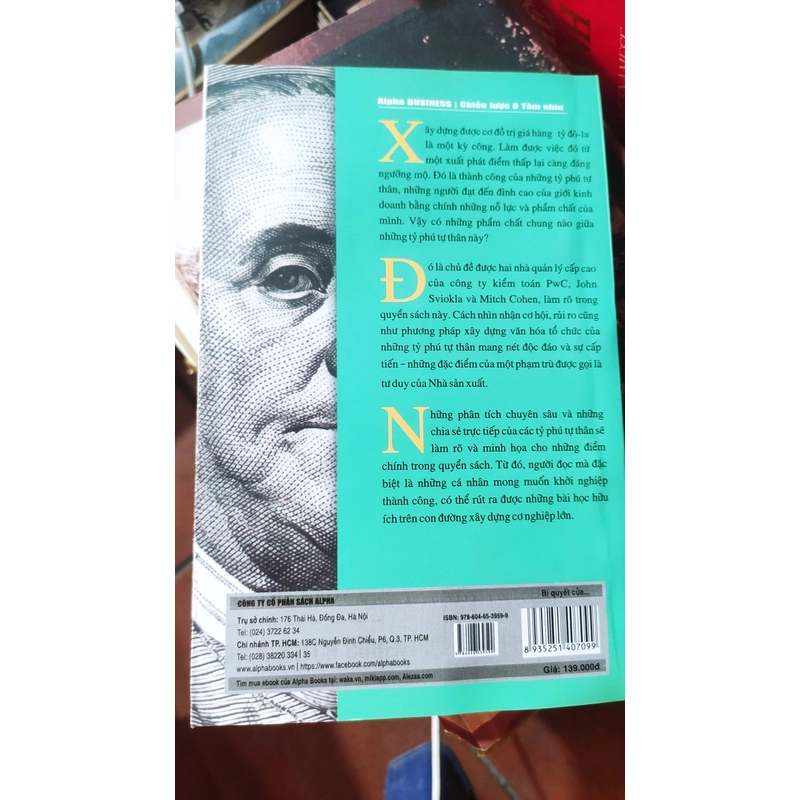 Alpha BUSINESS | Chiến lược & Tầm nhìn
Xây dựng được cơ đồ trị giá hàng tỷ đô-la
là một kỳ công. Làm được việc đó từ
một xuất phát điểm thấp lại càng đáng
ngưỡng mộ. Đó là thành công của những tỷ phú tự
thân, những người đạt đến đỉnh cao của giới kinh
doanh bằng chính những nỗ lực và phẩm chất của
mình. Vậy có những phẩm chất chung nào giữa
những tỷ phú tự thân này?
Đó là chủ đề được hai nhà quản lý cấp cao
của công ty kiểm toán PwC, John
Sviokla và Mitch Cohen, làm rõ trong
quyển sách này. Cách nhìn nhận cơ hội, rủi ro cũng
như phương pháp xây dựng văn hóa tổ chức của
những tỷ phú tự thân mang nét độc đáo và sự cấp
tiến – những đặc điểm của một phạm trù được gọi là
tư duy của Nhà sản xuất.
Những phân tích chuyên sâu và những
chia sẻ trực tiếp của các tỷ phú tự thân sẽ
làm rõ và minh họa cho những điểm
chính trong quyển sách. Từ đó, người đọc mà đặc
biệt là những cá nhân mong muốn khởi nghiệp
thành công, có thể rút ra được những bài học hữu
ích trên con đường xây dựng cơ nghiệp lớn.
CÔNG TY CỔ PHẦN SÁCH ALPHA
Trụ sở chính: 176 Thái Hà, Đống Đa, Hà Nội
Tel: (024) 3722 62 34
Chi nhánh TP. HCM: 138C Nguyễn Đình Chiểu, P6, Q.3, TP. HCM
Tel: (028) 38220 334 | 35
www.alphabooks.vn | https://www.facebook.com/alphabooks
Tìm mua ebook của Alpha Books tại: waka.vn, mikiapp.com, Alezaa.com
ISBN: 978-604-65-3959-9
Bí quyết của...
8 935251 407099
Giá: 139.000đ